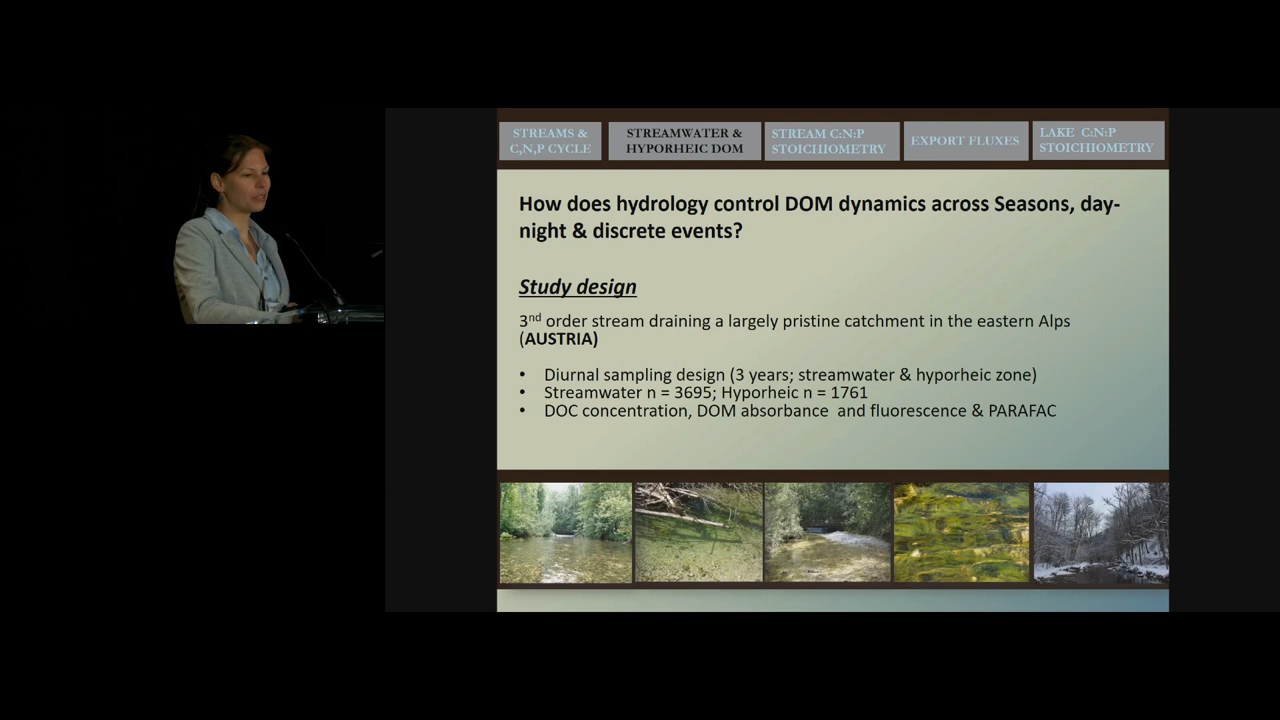 STREAMS &
C,N,P CYCLE
STREAMWATER &
HYPORHEIC DOM
STREAM C:N:P
STOICHIOMETRY
EXPORT FLUXES
LAKE C:N:P
STOICHIOMETRY
How does hydrology control DOM dynamics across Seasons, day-
night & discrete events?
Study design
3nd order stream draining a largely pristine catchment in the eastern Alps
(AUSTRIA)
• Diurnal sampling design (3 years; streamwater & hyporheic zone)
• Streamwater n = 3695; Hyporheic n = 1761
• DOC concentration, DOM absorbance and fluorescence & PARAFAC